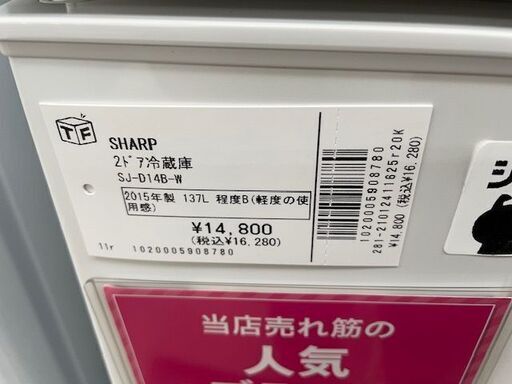 TF
SHARP
2ﾄﾞｱ冷蔵庫
SJ-D14B-W
2015年製 137L 程度B(軽度の使
用感)
¥14,800
(税込¥16,280)
11r 1020005908780
1020005908780
281-21012411625r20K
¥14,800(税込¥16,280)
当店売れ筋の
人気